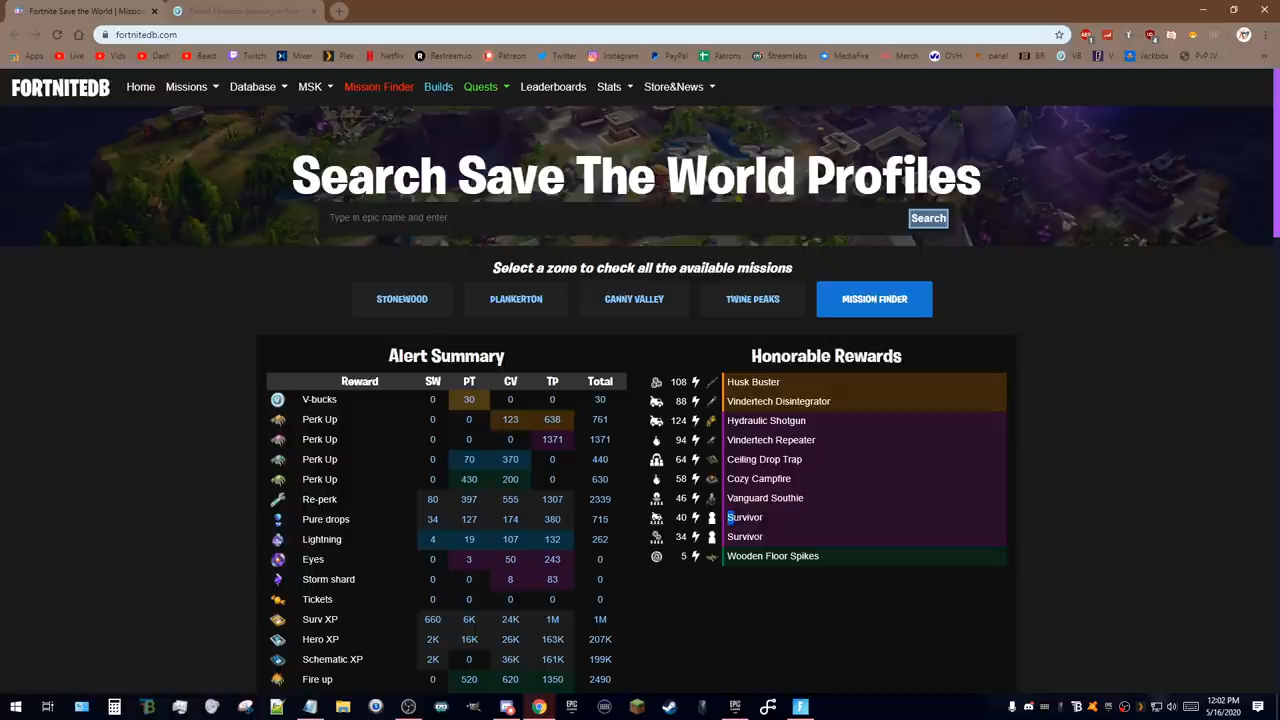 Fortnite Save the World | Mission
fortnitedb.com
Apps Live Vids Dash Beast Twitch Mixer Plex Netflix Restream.io Patreon Twitter Instagram PayPal Patrons Streamlabs MediaFire Merch OVH panel BR VB V Jackbox PvP IV
FORTNITEDB Home Missions Database MSK Mission Finder Builds Quests Leaderboards Stats Store&News
Search Save The World Profiles
Type in epic name and enter Search
Select a zone to check all the available missions
STONEWOOD PLANKERTON CANNY VALLEY TWINE PEAKS MISSION FINDER
Alert Summary
Reward SW PT CV TP Total
V-bucks 0 30 0 0 30
Perk Up 0 0 123 638 761
Perk Up 0 0 0 1371 1371
Perk Up 0 70 370 0 440
Perk Up 0 430 200 0 630
Re-perk 80 397 555 1307 2339
Pure drops 34 127 174 380 715
Lightning 4 19 107 132 262
Eyes 0 3 50 243 0
Storm shard 0 0 8 83 0
Tickets 0 0 0 0 0
Surv XP 660 6K 24K 1M 1M
Hero XP 2K 16K 26K 163K 207K
Schematic XP 2K 0 36K 161K 199K
Fire up 0 520 620 1350 2490
Honorable Rewards
108 Husk Buster
88 Vindertech Disintegrator
124 Hydraulic Shotgun
94 Vindertech Repeater
64 Ceiling Drop Trap
58 Cozy Campfire
46 Vanguard Southie
40 Survivor
34 Survivor
5 Wooden Floor Spikes
12:02 PM
5/16/2020